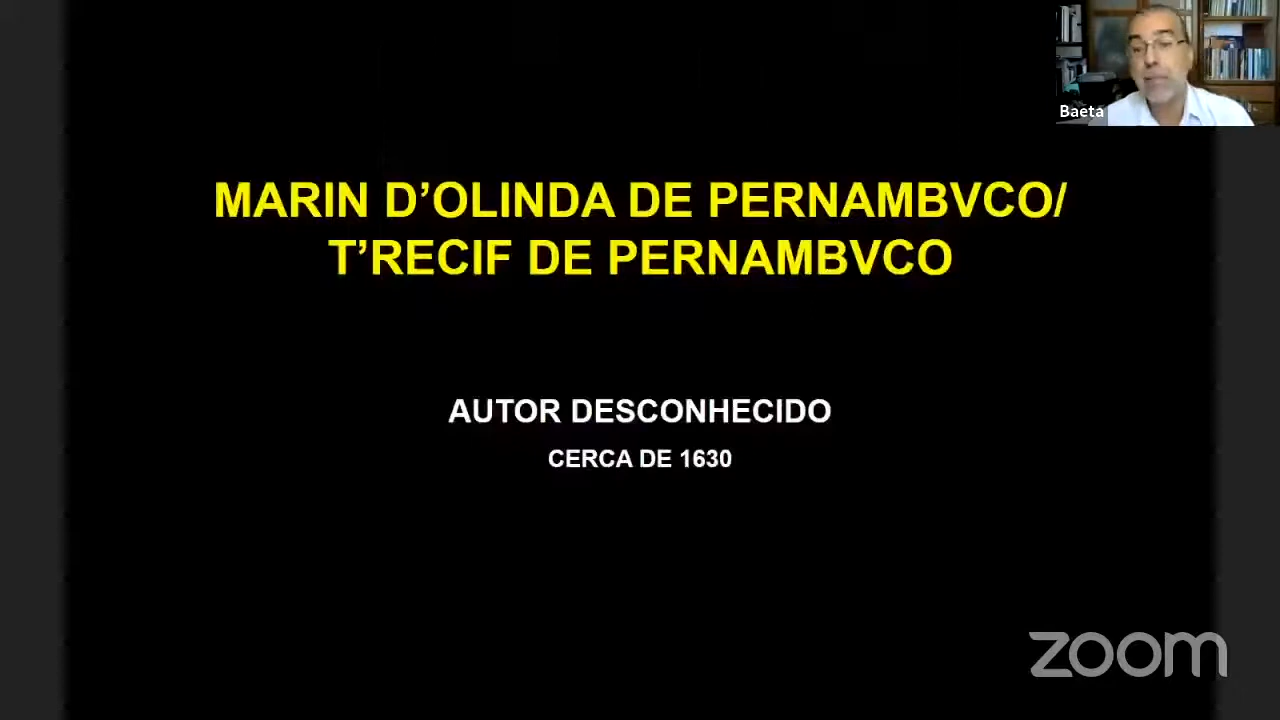 Baeta
MARIN D’OLINDA DE PERNAMBVCO/
T’RECIF DE PERNAMBVCO
AUTOR DESCONHECIDO
CERCA DE 1630
zoom